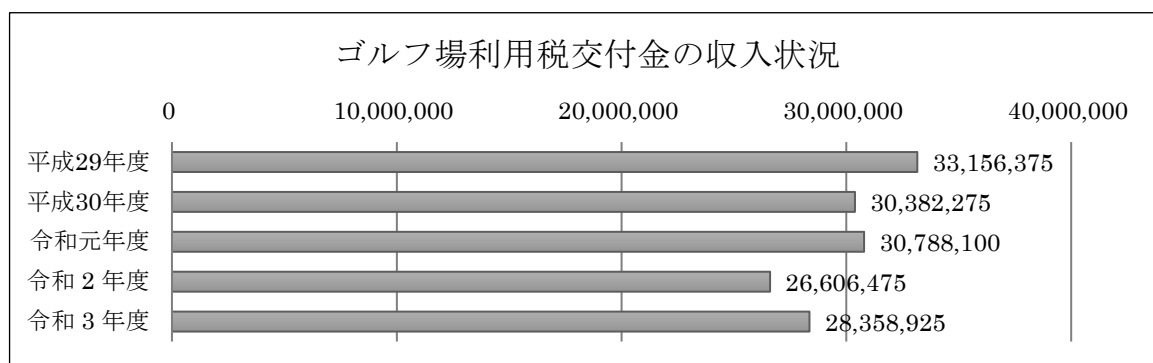 ゴルフ場利用税交付金の収入状況
0 10,000,000 20,000,000 30,000,000 40,000,000
平成29年度 33,156,375
平成30年度 30,382,275
令和元年度 30,788,100
令和２年度 26,606,475
令和３年度 28,358,925